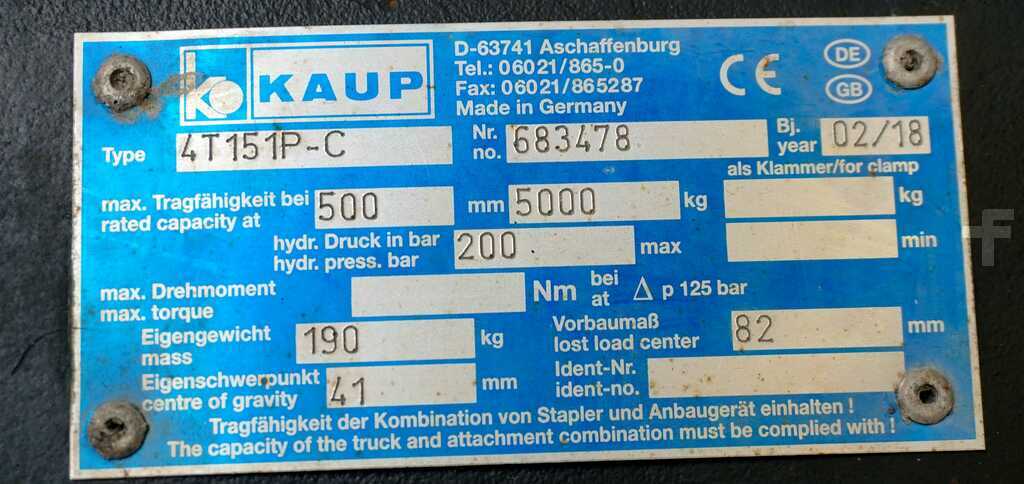 KAUP
D-63741 Aschaffenburg
Tel.: 06021/865-0
Fax: 06021/865287
Made in Germany
CE
DE
GB
Type 4T151P-C
Nr. no. 683478
Bj. year 02/18
als Klammer/for clamp
max. Tragfähigkeit bei
rated capacity at 500 mm 5000 kg kg
hydr. Druck in bar
hydr. press. bar 200 max min
max. Drehmoment
max. torque Nm bei at Δ p 125 bar
Eigengewicht
mass 190 kg
Vorbaumaß
lost load center 82 mm
Eigenschwerpunkt
centre of gravity 41 mm
Ident-Nr.
ident-no.
Tragfähigkeit der Kombination von Stapler und Anbaugerät einhalten !
The capacity of the truck and attachment combination must be complied with !